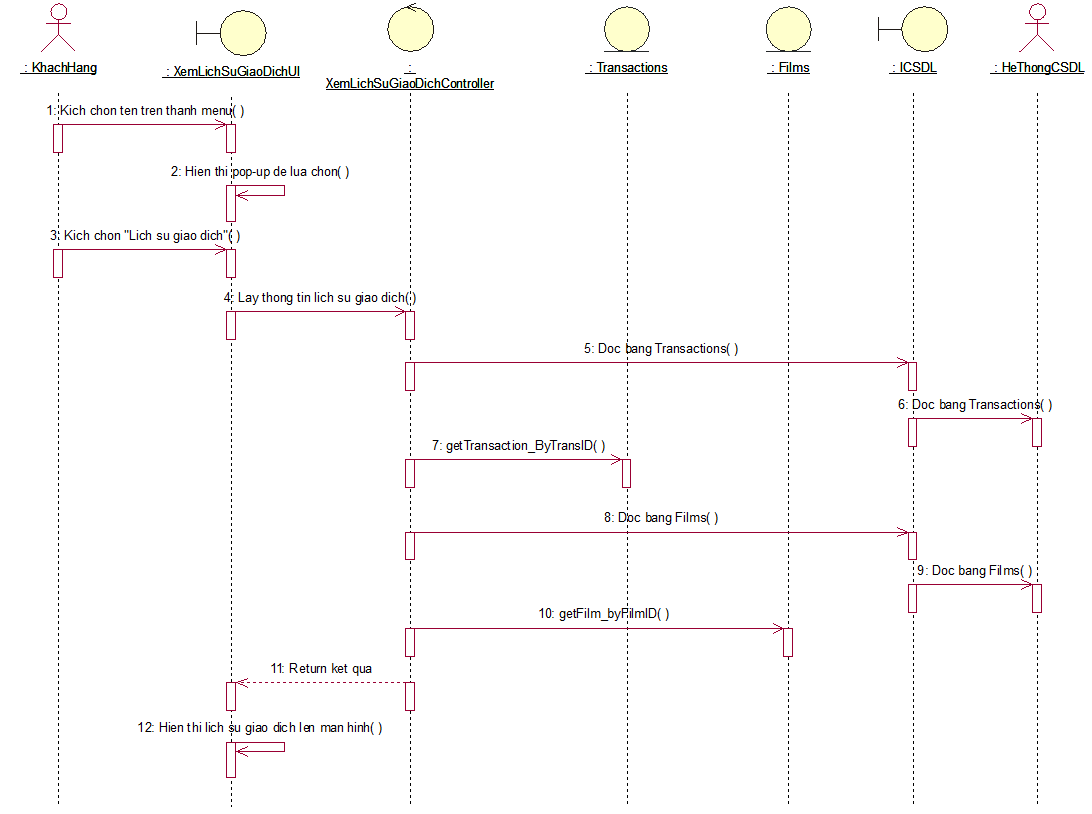 : KhachHang
: XemLichSuGiaoDichUI
:
XemLichSuGiaoDichController
: Transactions
: Films
: ICSDL
: HeThongCSDL
1: Kich chon ten tren thanh menu( )
2: Hien thi pop-up de lua chon( )
3: Kich chon "Lich su giao dich"( )
4: Lay thong tin lich su giao dich( )
5: Doc bang Transactions( )
6: Doc bang Transactions( )
7: getTransaction_ByTransID( )
8: Doc bang Films( )
9: Doc bang Films( )
10: getFilm_byFilmID( )
11: Return ket qua
12: Hien thi lich su giao dich len man hinh( )